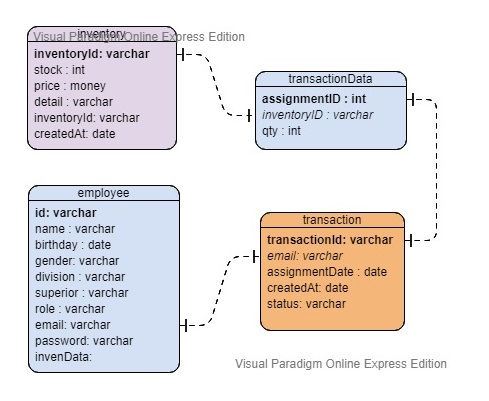 Visual Paradigm Online Express Edition
inventory
inventoryId: varchar
stock : int
price : money
detail : varchar
inventoryId: varchar
createdAt: date
transactionData
assignmentID : int
inventoryID : varchar
qty : int
employee
id: varchar
name : varchar
birthday : date
gender: varchar
division : varchar
superior : varchar
role : varchar
email: varchar
password: varchar
invenData:
transaction
transactionId: varchar
email: varchar
assignmentDate : date
createdAt: date
status: varchar
Visual Paradigm Online Express Edition